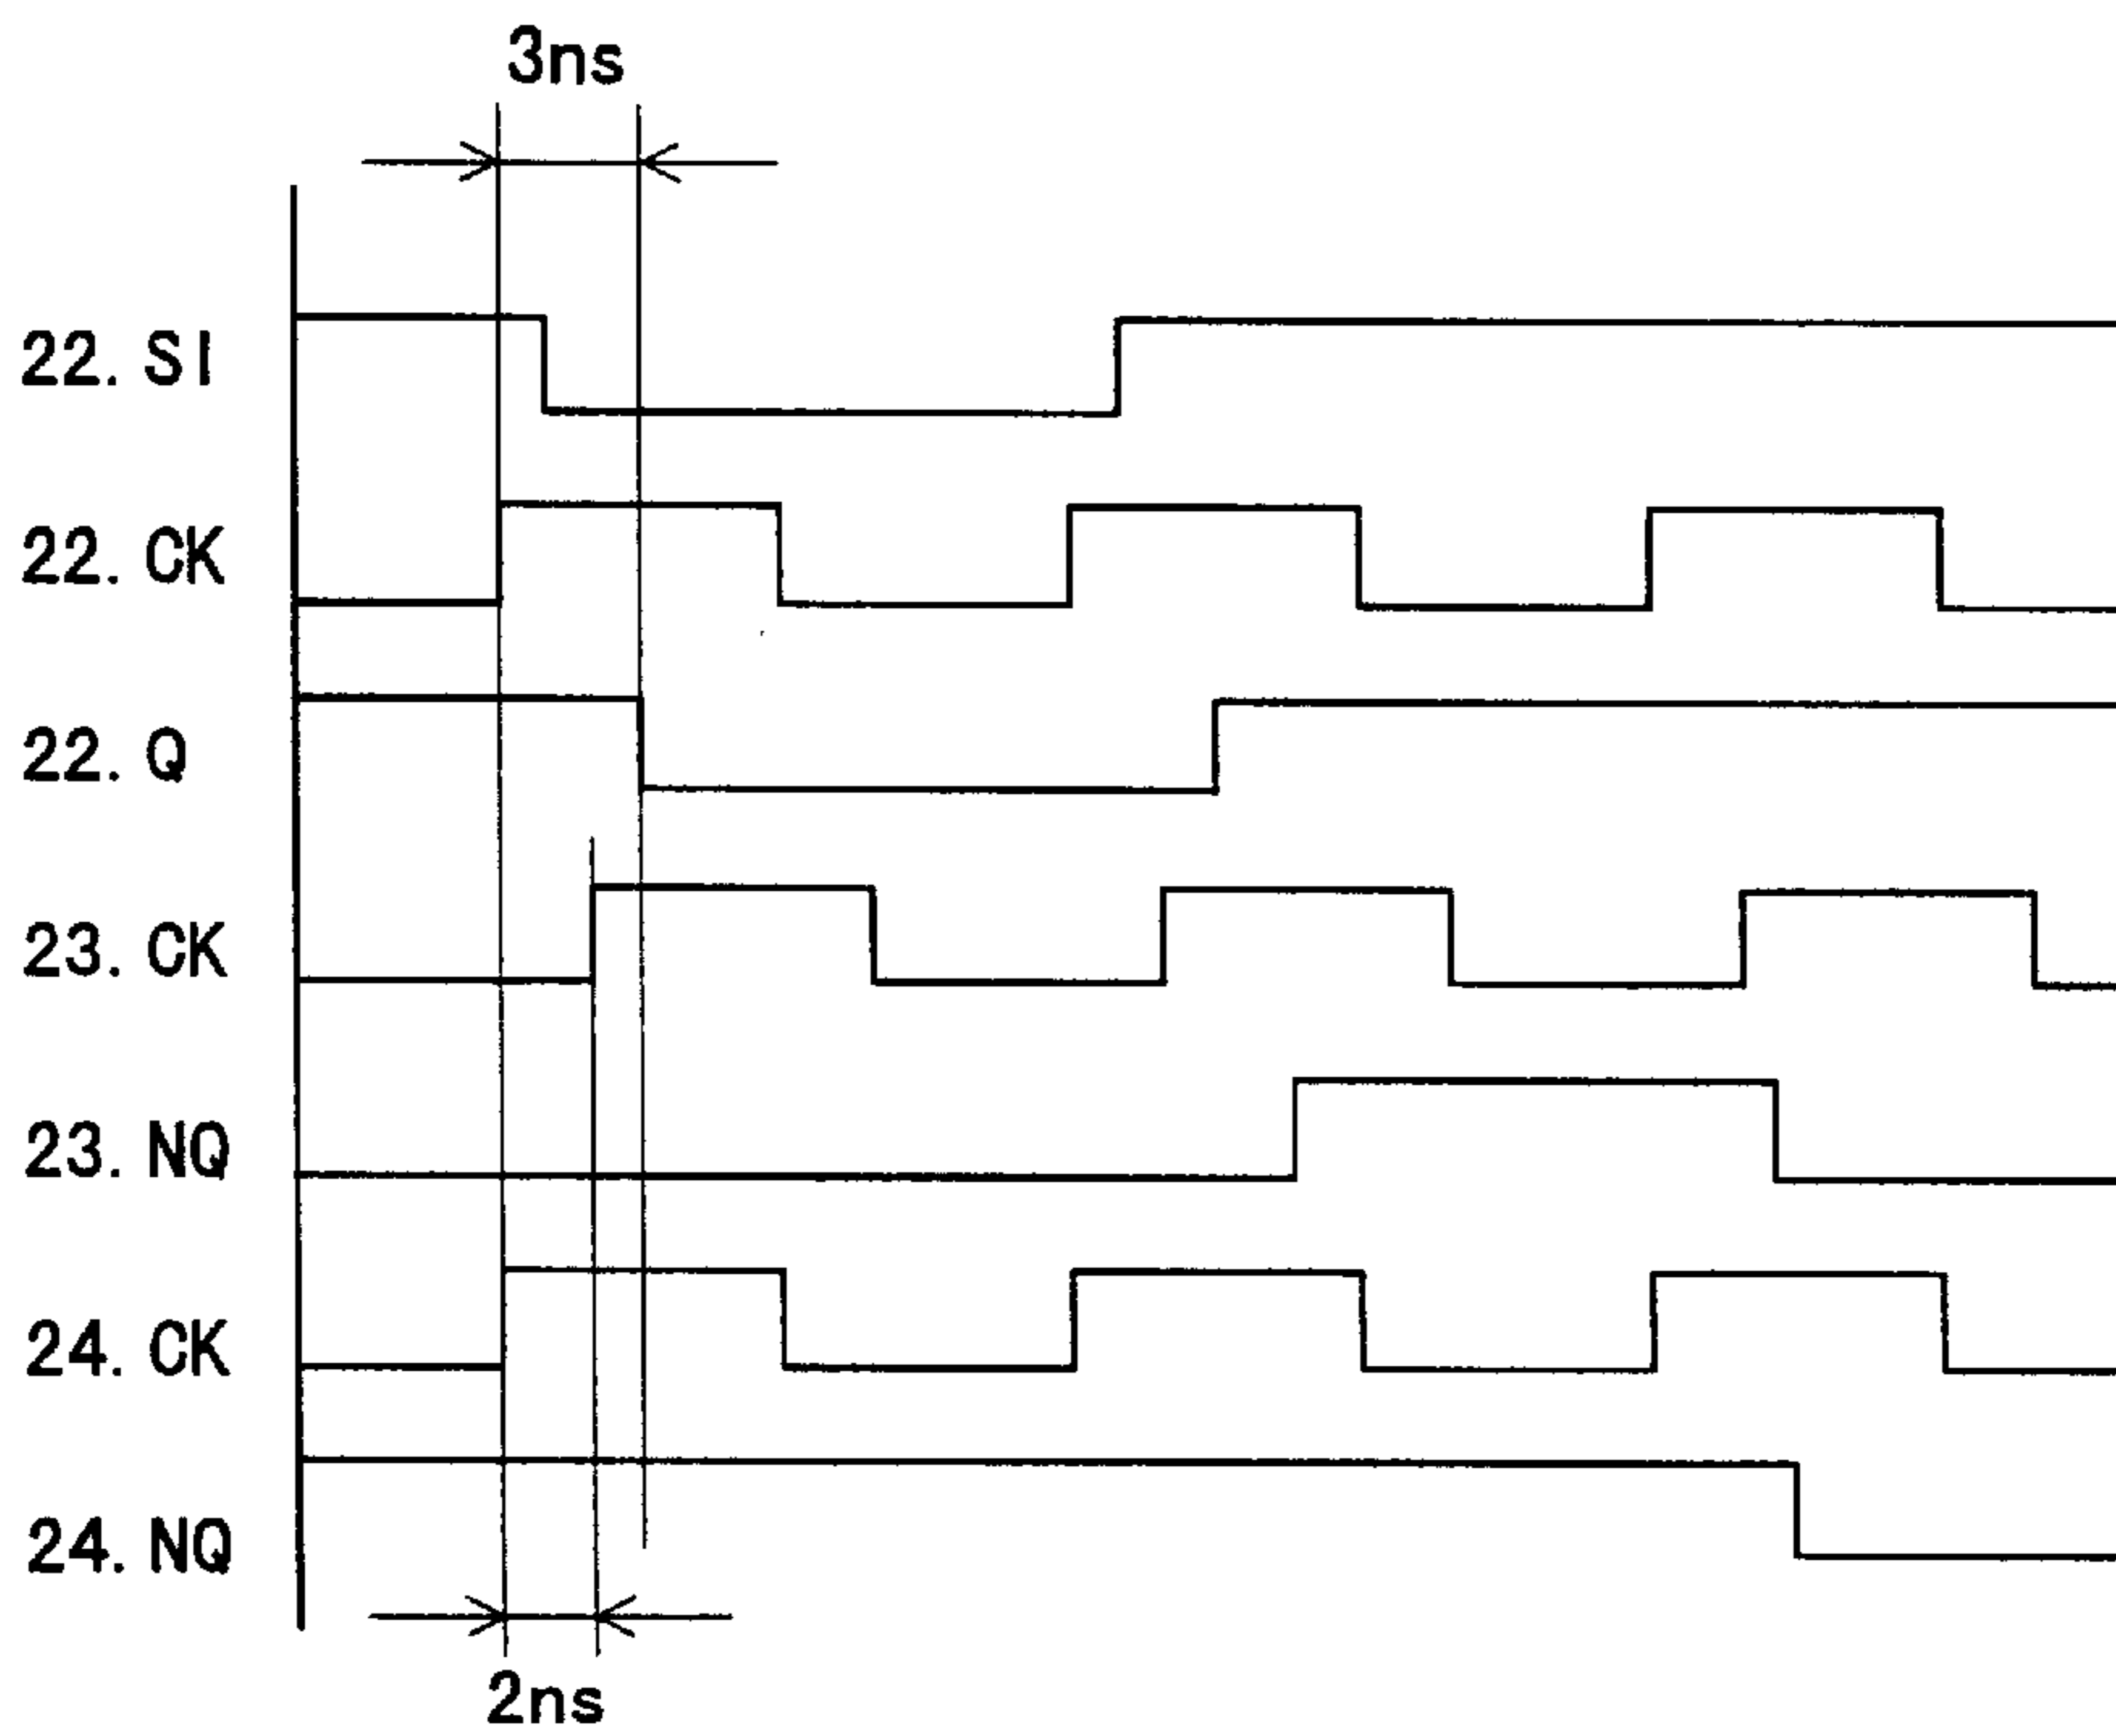 3ns
22. SI
22. CK
22. Q
23. CK
23. NQ
24. CK
24. NQ
2ns